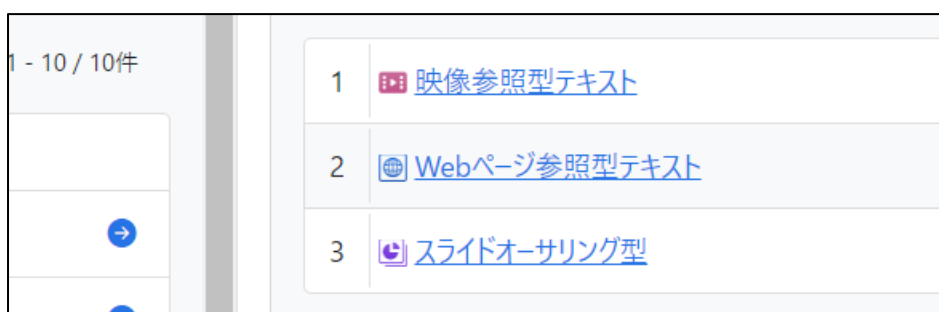 1 - 10 / 10件
1 映像参照型テキスト
2 Webページ参照型テキスト
3 スライドオーサリング型